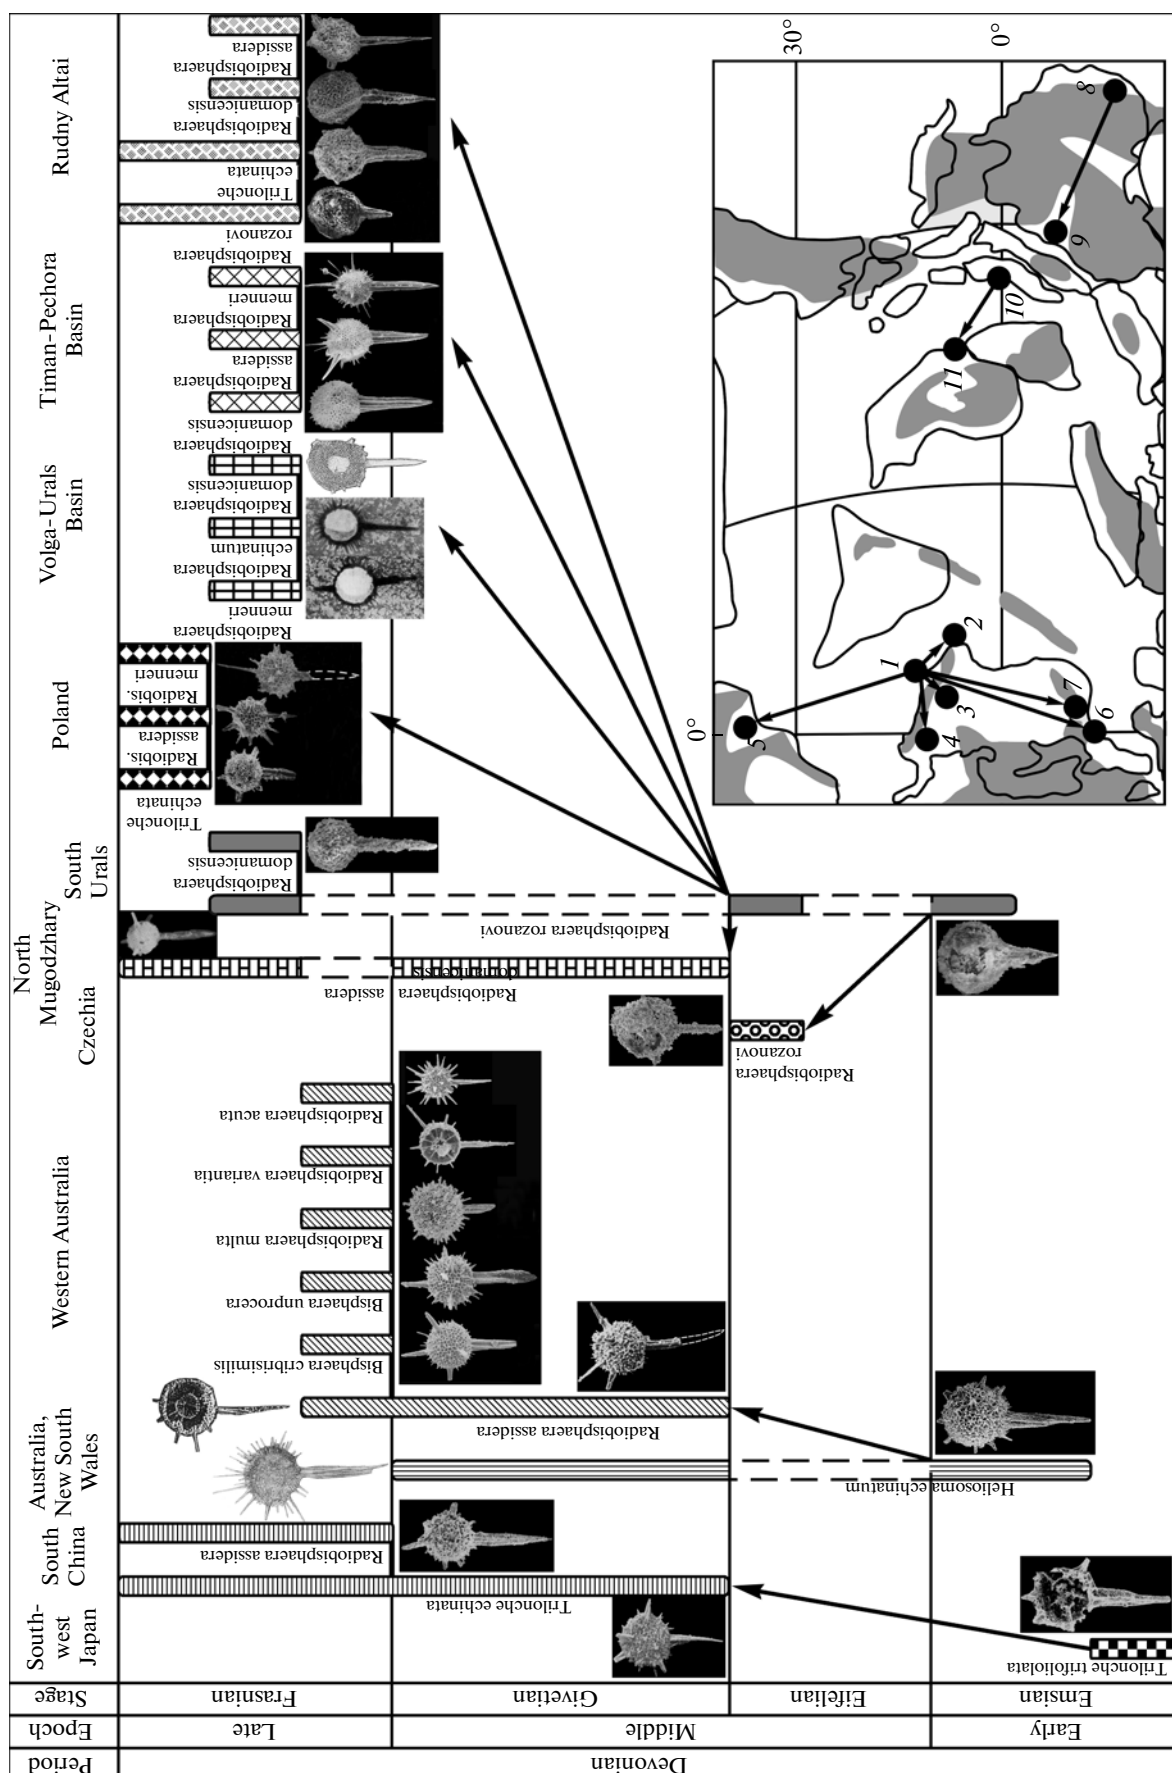 Period
Epoch
Stage
Devonian
Late
Middle
Early
Frasnian
Givetian
Eifelian
Emsian
South-
west
Japan
South
China
Australia,
New South
Wales
Western Australia
Czechia
North
Mugodzhary
South
Urals
Poland
Volga-Urals
Basin
Timan-Pechora
Basin
Rudny Altai
Trilonche trifoliolata
Trilonche echinata
Radiobisphaera assidera
Heliosoma echinatum
Radiobisphaera assidera
Bisphaera cribrisimilis
Bisphaera unprocera
Radiobisphaera multa
Radiobisphaera variantia
Radiobisphaera acuta
Radiobisphaera
rozanovi
Radiobisphaera
domanicensis
assidera
Radiobisphaera rozanovi
Radiobisphaera
domanicensis
Trilonche
echinata
Radiobis.
assidera
Radiobis.
menneri
Radiobisphaera
menneri
Radiobisphaera
echinatum
Radiobisphaera
domanicensis
Radiobisphaera
domanicensis
Radiobisphaera
assidera
Radiobisphaera
menneri
Radiobisphaera
rozanovi
Trilonche
echinata
Radiobisphaera
domanicensis
Radiobisphaera
assidera
30°
0°
0°
1
2
3
4
5
6
7
8
9
10
11